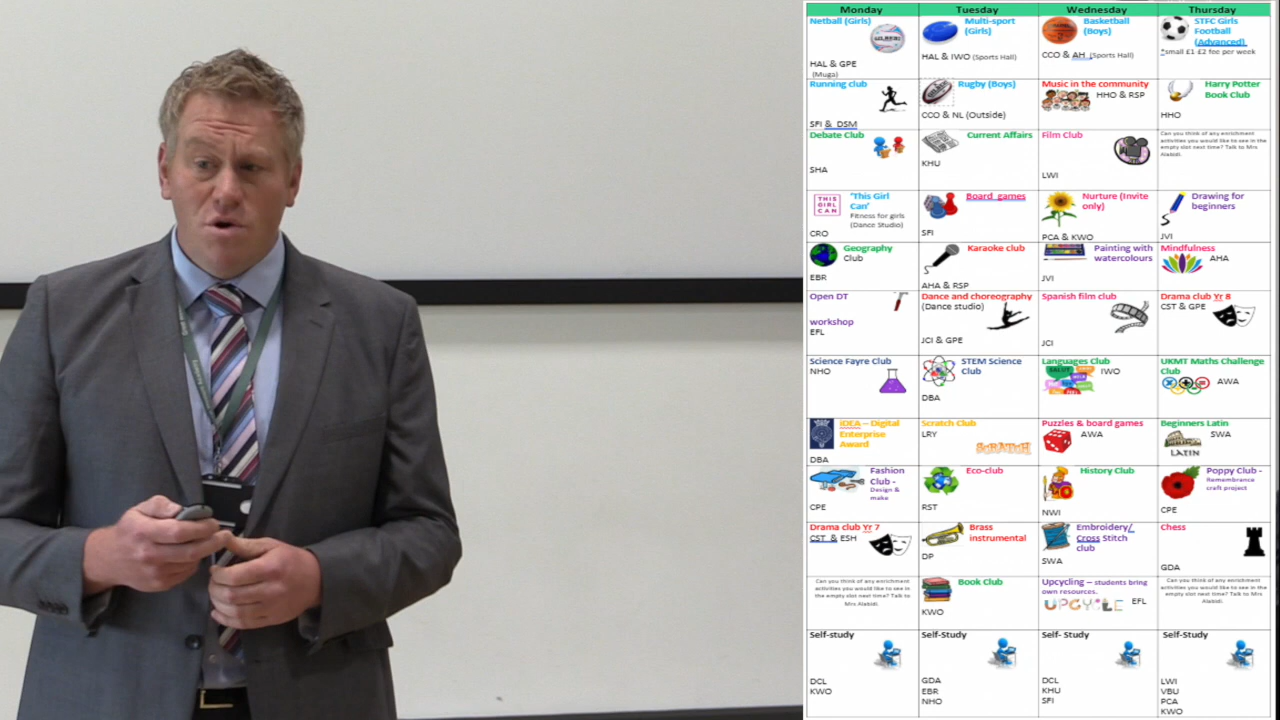 Monday Tuesday Wednesday Thursday
Netball (Girls)
HAL & GPE
(Muga)
Multi-sport
(Girls)
HAL & IWO (Sports Hall)
Basketball
(Boys)
CCO & AH (Sports Hall)
STFC Girls
Football
(Advanced)
*small £1-£2 fee per week
Running club
SFI & DSM
Rugby (Boys)
CCO & NL (Outside)
Music in the community
HHO & RSP
Harry Potter
Book Club
HHO
Debate Club
SHA
Current Affairs
KHU
Film Club
LWI
Can you think of any enrichment
activities you would like to see in the
empty slot next time? Talk to Mrs
Alabidi.
THIS
GIRL
CAN
'This Girl
Can'
Fitness for girls
(Dance Studio)
CRO
Board games
SFI
Nurture (Invite
only)
PCA & KWO
Drawing for
beginners
JVI
Geography
Club
EBR
Karaoke club
AHA & RSP
Painting with
watercolours
JVI
Mindfulness
AHA
Open DT
workshop
EFL
Dance and choreography
(Dance studio)
JCI & GPE
Spanish film club
JCI
Drama club Yr 8
CST & GPE
Science Fayre Club
NHO
STEM Science
Club
DBA
Languages Club
IWO
SALUT
UKMT Maths Challenge
Club
AWA
iDEA – Digital
Enterprise
Award
DBA
Scratch Club
LRY
SCRATCH
Puzzles & board games
AWA
Beginners Latin
SWA
LATIN
Fashion
Club -
Design &
make
CPE
Eco-club
RST
History Club
NWI
Poppy Club -
Remembrance
craft project
CPE
Drama club Yr 7
CST & ESH
Brass
instrumental
DP
Embroidery/
Cross Stitch
club
SWA
Chess
GDA
Can you think of any enrichment
activities you would like to see in
the empty slot next time? Talk to
Mrs Alabidi.
Book Club
KWO
Upcycling – students bring
own resources.
UPCYCLE
EFL
Can you think of any enrichment
activities you would like to see in the
empty slot next time? Talk to Mrs
Alabidi.
Self-study
DCL
KWO
Self-Study
GDA
EBR
NHO
Self- Study
DCL
KHU
SFI
Self-Study
LWI
VBU
PCA
KWO